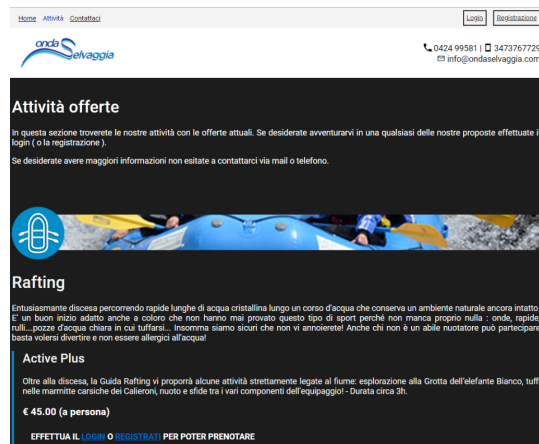 Home Attività Contattaci
Login Registrazione
onda Selvaggia
0424 99581 | 3473767729
info@ondaselvaggia.com
Attività offerte
In questa sezione troverete le nostre attività con le offerte attuali. Se desiderate avventurarvi in una qualsiasi delle nostre proposte effettuate i
login ( o la registrazione ).
Se desiderate avere maggiori informazioni non esitate a contattarci via mail o telefono.
Rafting
Entusiasmante discesa percorrendo rapide lunghe di acqua cristallina lungo un corso d'acqua che conserva un ambiente naturale ancora intatto.
E' un buon inizio adatto anche a coloro che non hanno mai provato questo tipo di sport perché non manca proprio nulla : onde, rapide,
rulli...pozze d'acqua chiara in cui tuffarsi... Insomma siamo sicuri che non vi annoierete! Anche chi non è un abile nuotatore può partecipare
basta volersi divertire e non essere allergici all'acqua!
Active Plus
Oltre alla discesa, la Guida Rafting vi proporrà alcune attività strettamente legate al fiume: esplorazione alla Grotta dell'elefante Bianco, tuff
nelle marmitte carsiche dei Calieroni, nuoto e sfide tra i vari componenti dell'equipaggio! - Durata circa 3h.
€ 45.00 (a persona)
EFFETTUA IL LOGIN O REGISTRATI PER POTER PRENOTARE